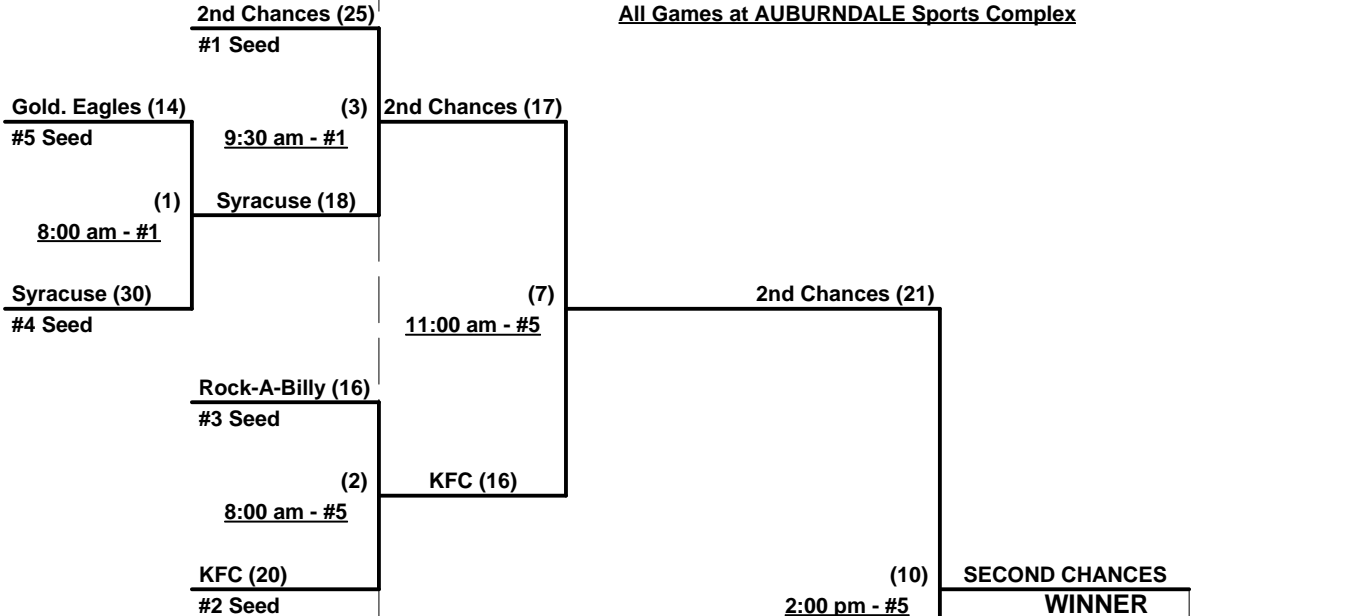 2nd Chances (25)
All Games at AUBURNDALE Sports Complex
#1 Seed
Gold. Eagles (14)
(3)
2nd Chances (17)
#5 Seed
9:30 am - #1
(1)
Syracuse (18)
8:00 am - #1
Syracuse (30)
(7)
2nd Chances (21)
#4 Seed
11:00 am - #5
Rock-A-Billy (16)
#3 Seed
(2)
KFC (16)
8:00 am - #5
KFC (20)
(10)
SECOND CHANCES
#2 Seed
2:00 pm - #5
WINNER